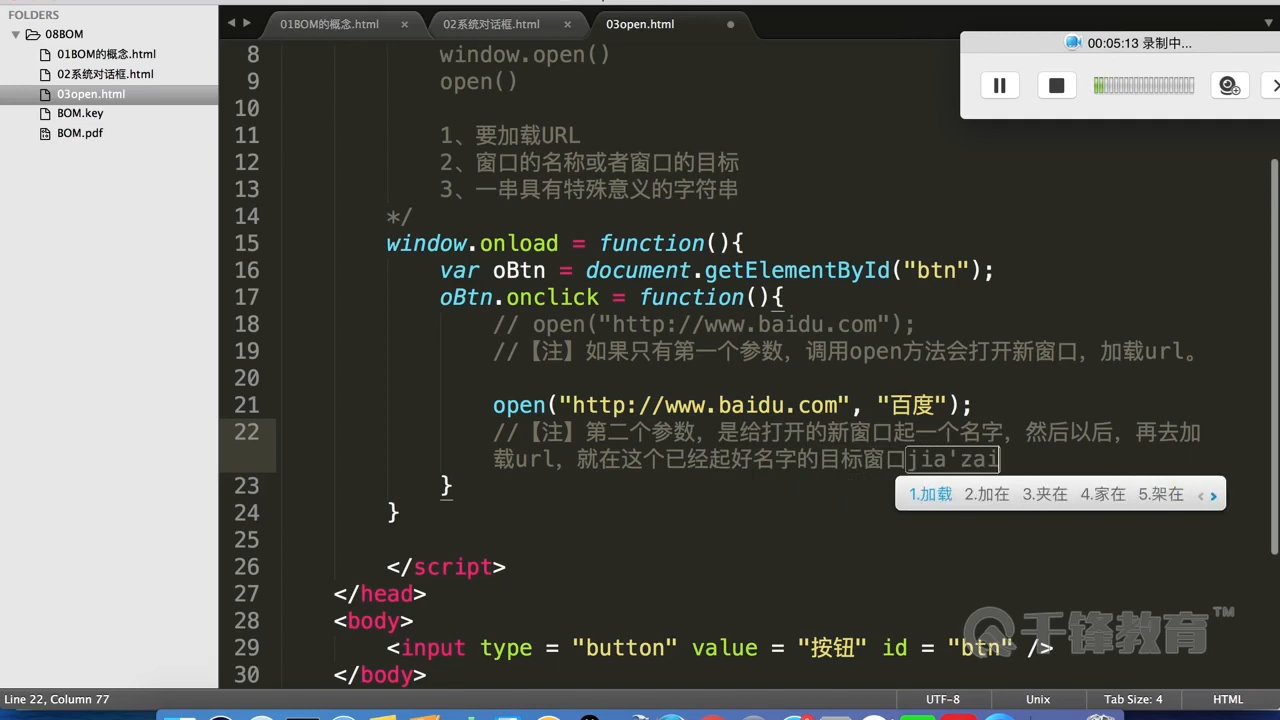 FOLDERS
08BOM
01BOM的概念.html
02系统对话框.html
03open.html
BOM.key
BOM.pdf
01BOM的概念.html ×
02系统对话框.html ×
03open.html
00:05:13 录制中...
8 window.open()
9 open()
10
11 1、要加载URL
12 2、窗口的名称或者窗口的目标
13 3、一串具有特殊意义的字符串
14 */
15 window.onload = function(){
16 var oBtn = document.getElementById("btn");
17 oBtn.onclick = function(){
18 // open("http://www.baidu.com");
19 //【注】如果只有第一个参数，调用open方法会打开新窗口，加载url。
20
21 open("http://www.baidu.com", "百度");
22 //【注】第二个参数，是给打开的新窗口起一个名字，然后以后，再去加
载url，就在这个已经起好名字的目标窗口jia'zai
1.加载 2.加在 3.夹在 4.家在 5.架在
23 }
24 }
25
26 </script>
27 </head>
28 <body>
29 <input type = "button" value = "按钮" id = "btn" />
30 </body>
千锋教育™
Line 22, Column 77
UTF-8
Unix
Tab Size: 4
HTML